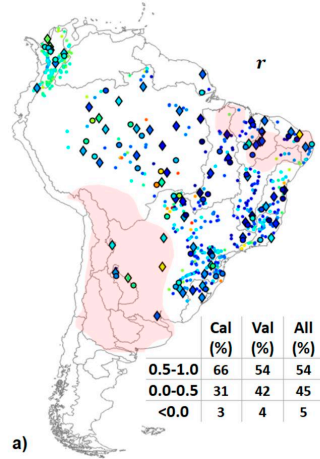 r
Cal Val All
(%) (%) (%)
0.5-1.0 66 54 54
0.0-0.5 31 42 45
<0.0 3 4 5
a)